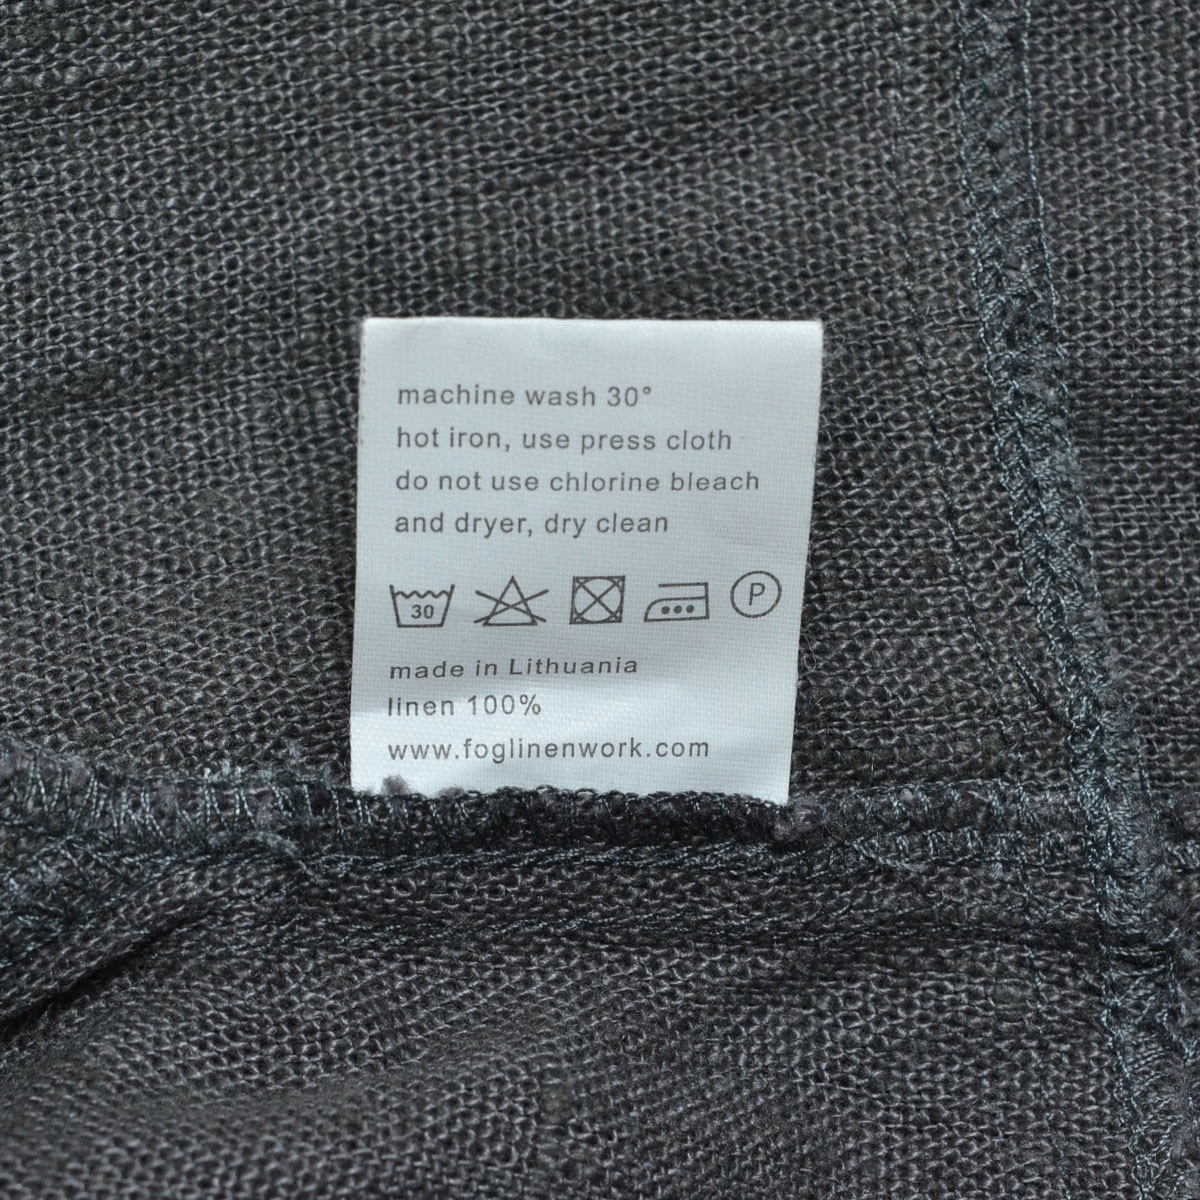 machine wash 30°
hot iron, use press cloth
do not use chlorine bleach
and dryer, dry clean
30 P
made in Lithuania
linen 100%
www.foglinenwork.com